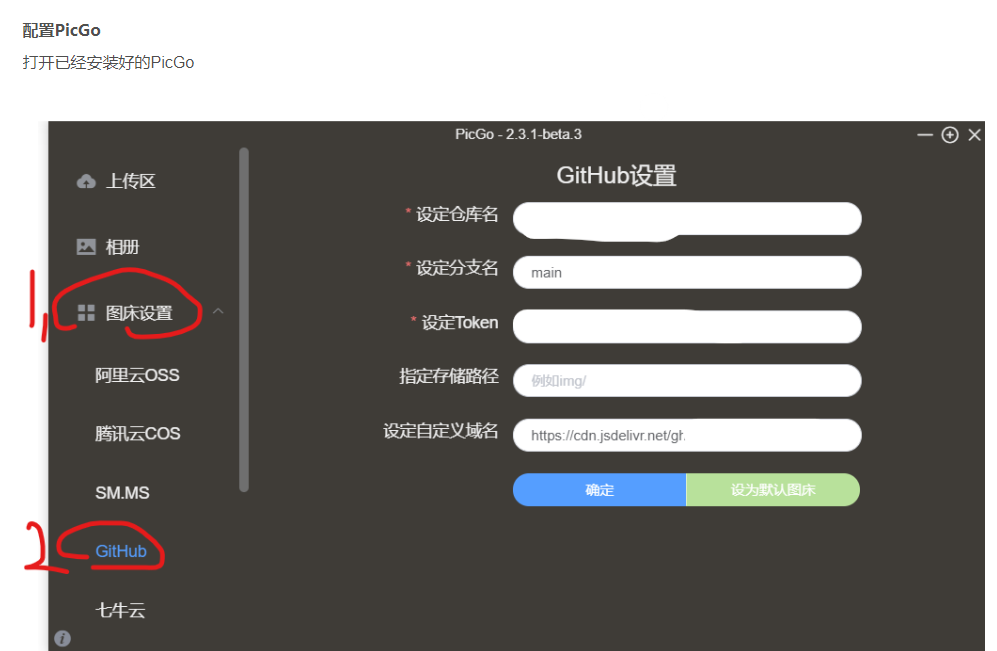 配置PicGo
打开已经安装好的PicGo
PicGo - 2.3.1-beta.3
GitHub设置
上传区
相册
1,
图床设置
阿里云OSS
腾讯云COS
SM.MS
2
GitHub
七牛云
* 设定仓库名
* 设定分支名
main
* 设定Token
指定存储路径
例如img/
设定自定义域名
https://cdn.jsdelivr.net/gh
确定
设为默认图床